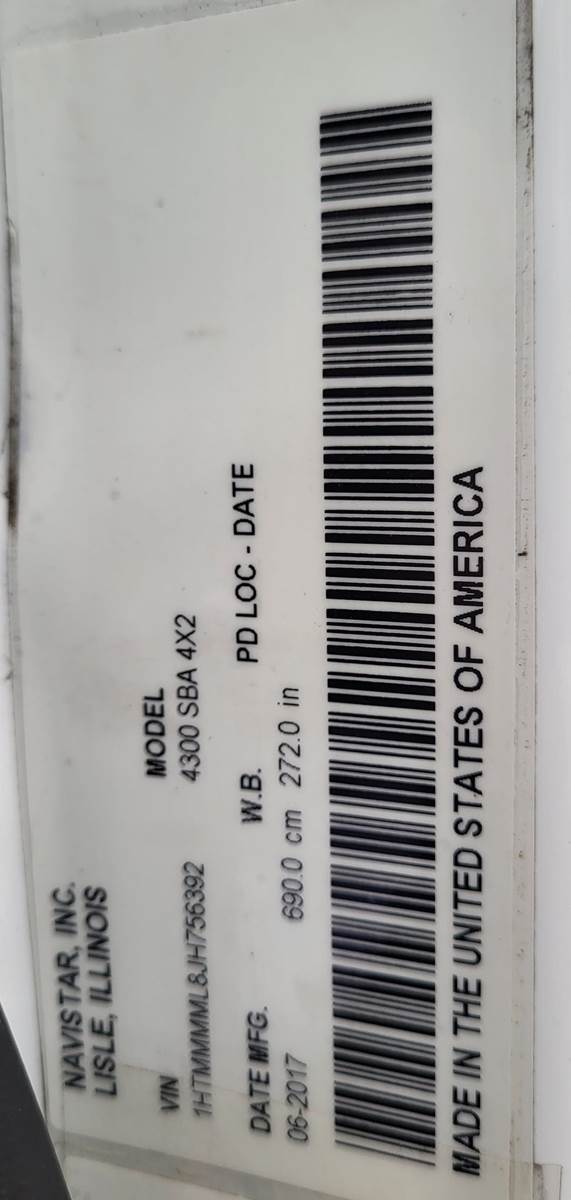 NAVISTAR, INC.
LISLE, ILLINOIS
VIN MODEL
1HTMMMML8JH756392 4300 SBA 4X2
DATE MFG. W.B. PD LOC - DATE
06-2017 690.0 cm 272.0 in
MADE IN THE UNITED STATES OF AMERICA